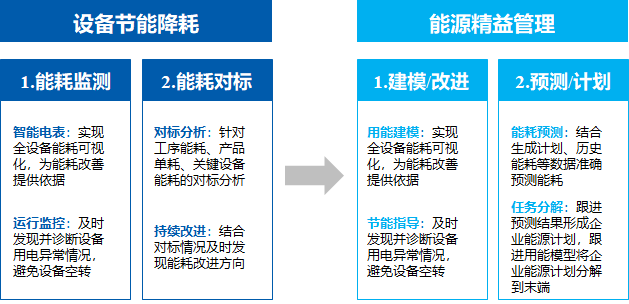 设备节能降耗
能源精益管理
1.能耗监测
智能电表：实现
全设备能耗可视
化，为能耗改善
提供依据
运行监控：及时
发现并诊断设备
用电异常情况，
避免设备空转
2.能耗对标
对标分析：针对
工序能耗、产品
单耗、关键设备
能耗的对标分析
持续改进：结合
对标情况及时发
现能耗改进方向
1.建模/改进
用能建模：实现
全设备能耗可视
化，为能耗改善
提供依据
节能指导：及时
发现并诊断设备
用电异常情况，
避免设备空转
2.预测/计划
能耗预测：结合
生成计划、历史
能耗等数据准确
预测能耗
任务分解：跟进
预测结果形成企
业能源计划，跟
进用能模型将企
业能源计划分解
到末端